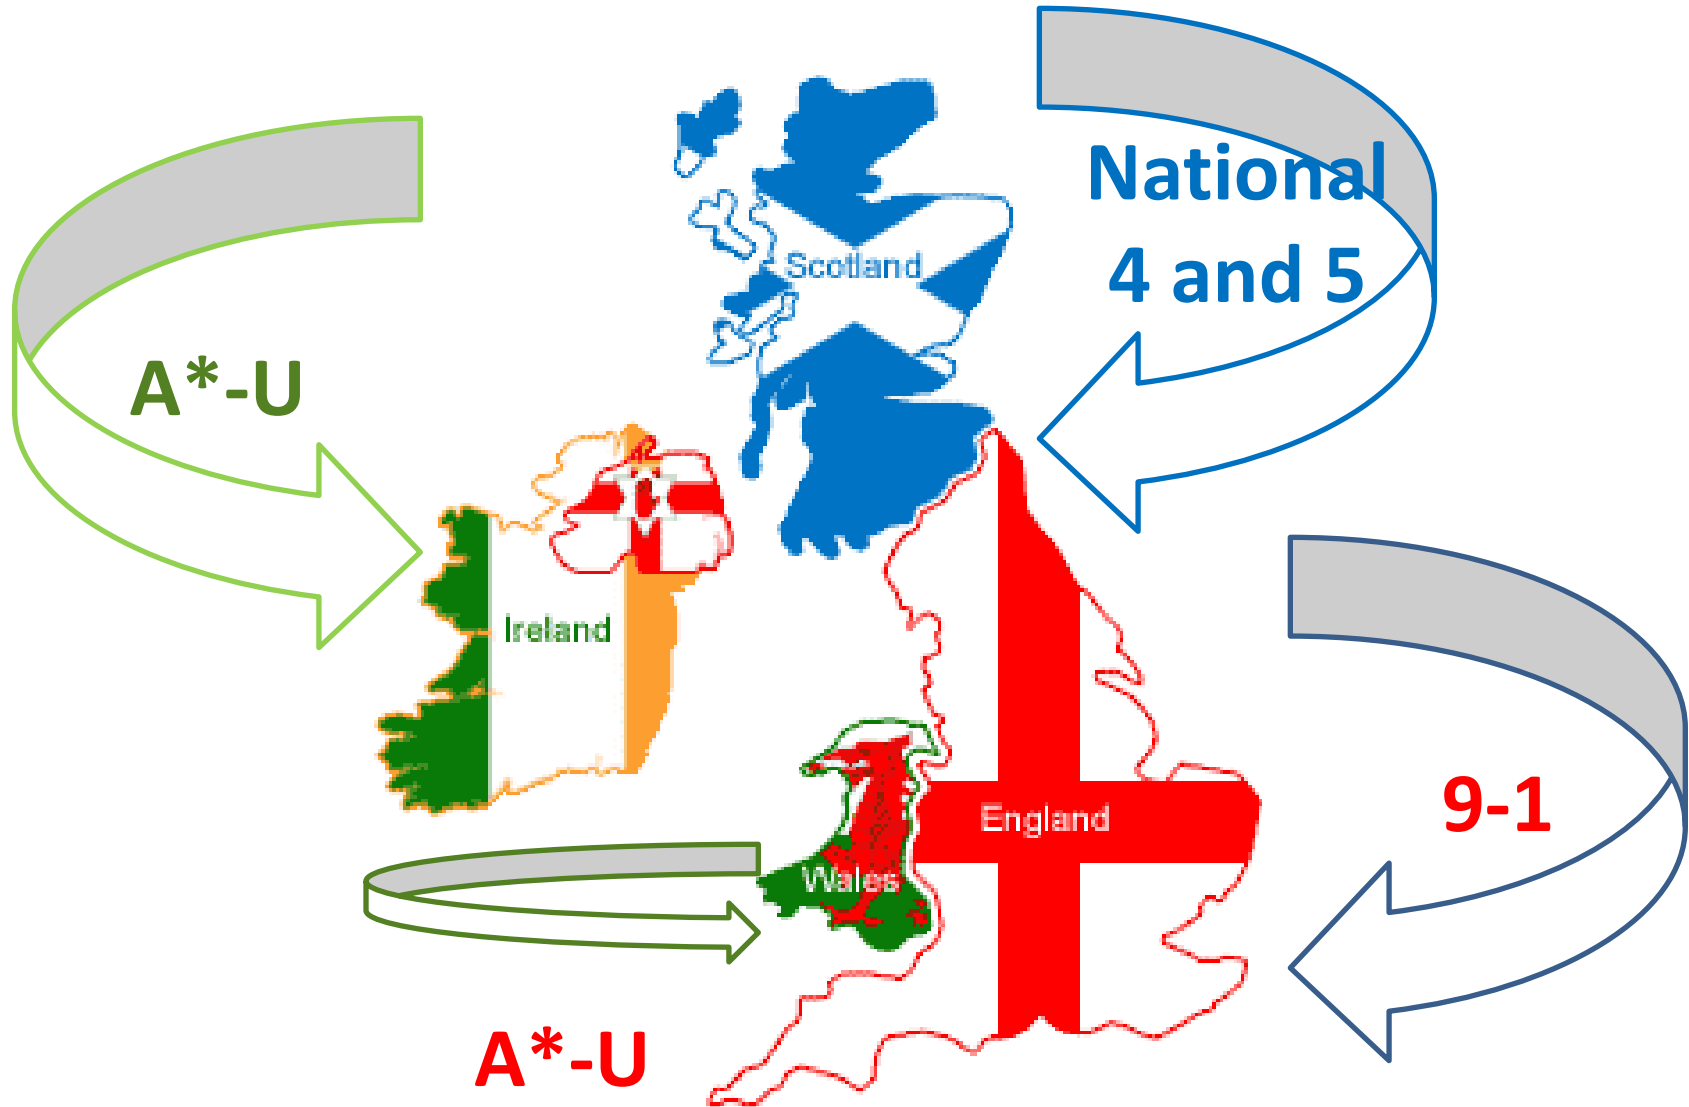 National
4 and 5
Scotland
A*-U
Ireland
England
9-1
Wales
A*-U